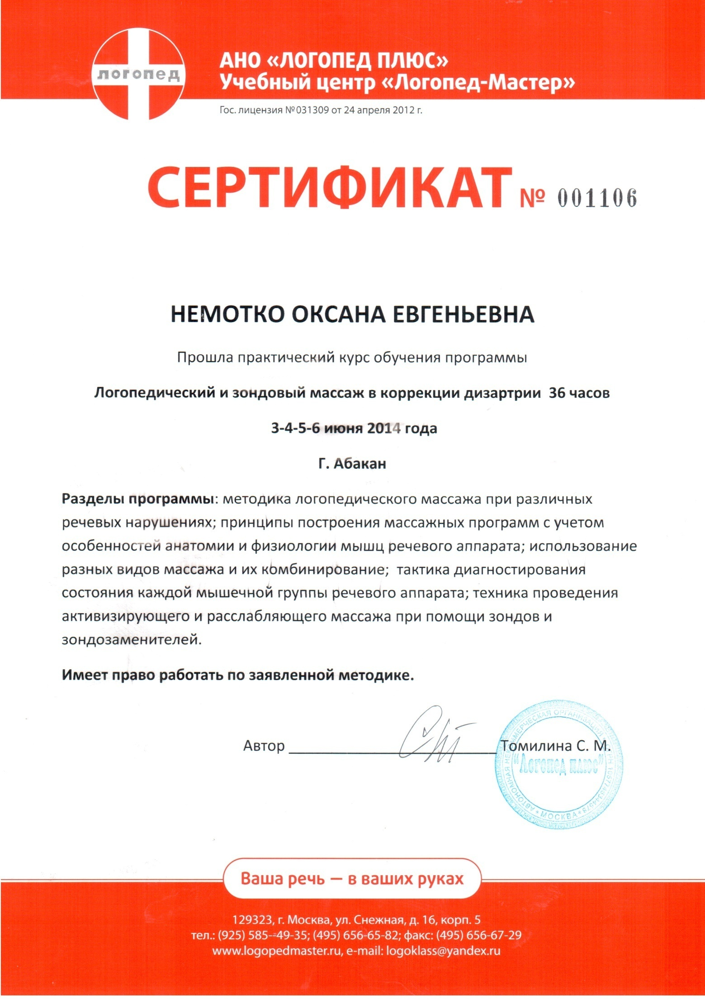 логопед
АНО «ЛОГОПЕД ПЛЮС»
Учебный центр «Логопед-Мастер»
Гос. лицензия №031309 от 24 апреля 2012 г.
СЕРТИФИКАТ № 001106
НЕМОТКО ОКСАНА ЕВГЕНЬЕВНА
Прошла практический курс обучения программы
Логопедический и зондовый массаж в коррекции дизартрии 36 часов
3-4-5-6 июня 2014 года
Г. Абакан
Разделы программы: методика логопедического массажа при различных
речевых нарушениях; принципы построения массажных программ с учетом
особенностей анатомии и физиологии мышц речевого аппарата; использование
разных видов массажа и их комбинирование; тактика диагностирования
состояния каждой мышечной группы речевого аппарата; техника проведения
активизирующего и расслабляющего массажа при помощи зондов и
зондозаменителей.
Имеет право работать по заявленной методике.
Автор Томилина С. М.
АВТОНОМНАЯ НЕКОММЕРЧЕСКАЯ ОРГАНИЗАЦИЯ
"Логопед плюс"
* МОСКВА *
Ваша речь — в ваших руках
129323, г. Москва, ул. Снежная, д. 16, корп. 5
тел.: (925) 585--49-35; (495) 656-65-82; факс: (495) 656-67-29
www.logopedmaster.ru, e-mail: logoklass@yandex.ru